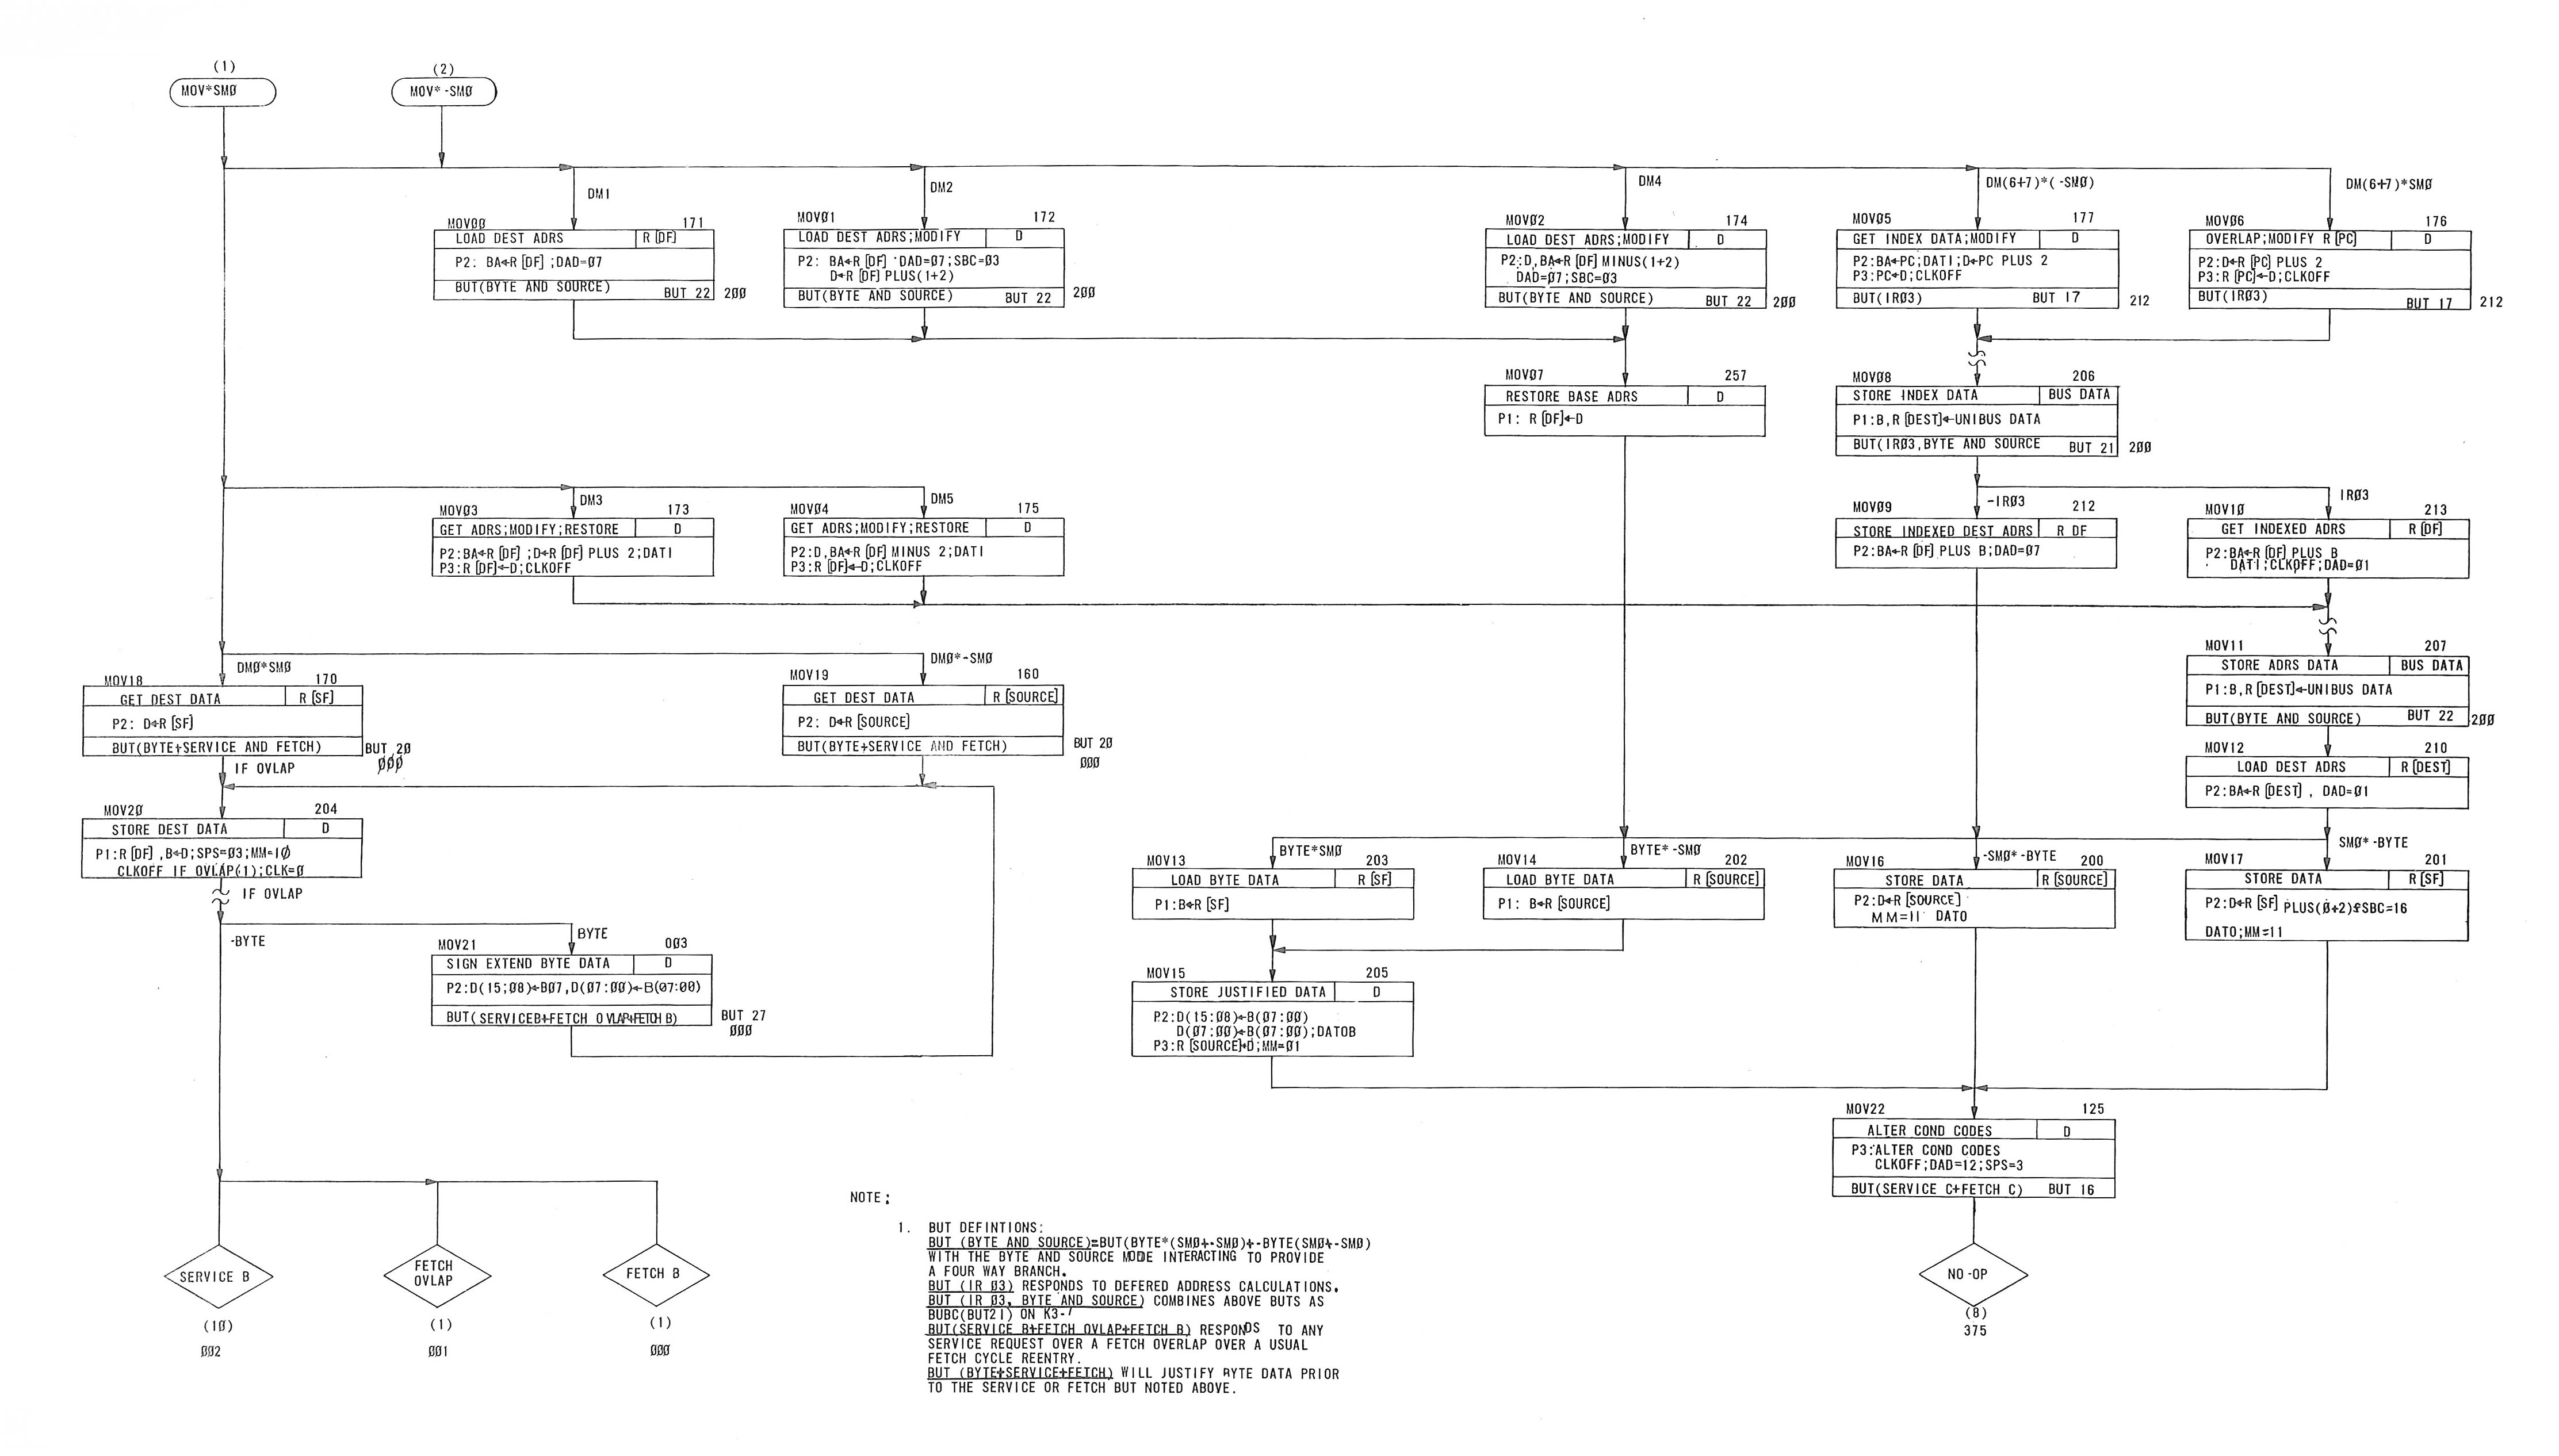 (1)
MOV*SMØ
(2)
MOV*-SMØ
DM1
DM2
DM4
DM(6+7)*(-SMØ)
DM(6+7)*SMØ
MOVØØ 171
LOAD DEST ADRS R[DF]
P2: BA←R[DF];DAD=Ø7
BUT(BYTE AND SOURCE) BUT 22 2ØØ
MOVØ1 172
LOAD DEST ADRS;MODIFY D
P2: BA←R[DF] DAD=Ø7;SBC=Ø3
D←R[DF] PLUS(1+2)
BUT(BYTE AND SOURCE) BUT 22 2ØØ
MOVØ2 174
LOAD DEST ADRS;MODIFY D
P2:D,BA←R[DF] MINUS(1+2)
DAD=Ø7;SBC=Ø3
BUT(BYTE AND SOURCE) BUT 22 2ØØ
MOVØ5 177
GET INDEX DATA;MODIFY D
P2:BA←PC;DATI;D←PC PLUS 2
P3:PC←D;CLKOFF
BUT(IRØ3) BUT 17 212
MOVØ6 176
OVERLAP;MODIFY R[PC] D
P2:D←R[PC] PLUS 2
P3:R[PC]←D;CLKOFF
BUT(IRØ3) BUT 17 212
MOVØ7 257
RESTORE BASE ADRS D
P1: R[DF]←D
MOVØ8 206
STORE INDEX DATA BUS DATA
P1:B,R[DEST]←UNIBUS DATA
BUT(IRØ3,BYTE AND SOURCE BUT 21 2ØØ
DM3
DM5
-IRØ3
IRØ3
MOVØ3 173
GET ADRS;MODIFY;RESTORE D
P2:BA←R[DF];D←R[DF] PLUS 2;DATI
P3:R[DF]←D;CLKOFF
MOVØ4 175
GET ADRS;MODIFY;RESTORE D
P2:D,BA←R[DF] MINUS 2;DATI
P3:R[DF]←D;CLKOFF
MOVØ9 212
STORE INDEXED DEST ADRS R DF
P2:BA←R[DF] PLUS B;DAD=Ø7
MOV1Ø 213
GET INDEXED ADRS R[DF]
P2:BA←R[DF] PLUS B
DATI;CLKOFF;DAD=Ø1
DMØ*SMØ
DMØ*-SMØ
MOV18 170
GET DEST DATA R[SF]
P2: D←R[SF]
BUT(BYTE+SERVICE AND FETCH) BUT 2Ø
ØØØ
IF OVLAP
MOV19 160
GET DEST DATA R[SOURCE]
P2: D←R[SOURCE]
BUT(BYTE+SERVICE AND FETCH) BUT 2Ø
ØØØ
MOV11 207
STORE ADRS DATA BUS DATA
P1:B,R[DEST]←UNIBUS DATA
BUT(BYTE AND SOURCE) BUT 22 2ØØ
MOV12 210
LOAD DEST ADRS R[DEST]
P2:BA←R[DEST], DAD=Ø1
MOV2Ø 204
STORE DEST DATA D
P1:R[DF],B←D;SPS=Ø3;MM=1Ø
CLKOFF IF OVLAP(1);CLK=Ø
IF OVLAP
BYTE*SMØ
BYTE*-SMØ
-SMØ*-BYTE
SMØ*-BYTE
MOV13 203
LOAD BYTE DATA R[SF]
P1:B←R[SF]
MOV14 202
LOAD BYTE DATA R[SOURCE]
P1: B←R[SOURCE]
MOV16 200
STORE DATA R[SOURCE]
P2:D←R[SOURCE]
MM=11 DATO
MOV17 201
STORE DATA R[SF]
P2:D←R[SF] PLUS(Ø+2);SBC=16
DATO;MM=11
-BYTE
BYTE
MOV21 003
SIGN EXTEND BYTE DATA D
P2:D(15;Ø8)←BØ7,D(Ø7:ØØ)←B(07:00)
BUT(SERVICEB+FETCH OVLAP+FETCH B) BUT 27
ØØØ
MOV15 205
STORE JUSTIFIED DATA D
P2:D(15:Ø8)←B(Ø7:ØØ)
D(Ø7:ØØ)←B(Ø7:ØØ);DATOB
P3:R[SOURCE]←D;MM=Ø1
MOV22 125
ALTER COND CODES D
P3:ALTER COND CODES
CLKOFF;DAD=12;SPS=3
BUT(SERVICE C+FETCH C) BUT 16
SERVICE B
(1Ø)
ØØ2
FETCH
OVLAP
(1)
ØØ1
FETCH B
(1)
ØØØ
NO-OP
(8)
375
NOTE:
1. BUT DEFINTIONS:
BUT (BYTE AND SOURCE)=BUT(BYTE*(SMØ+-SMØ)+-BYTE(SMØ+-SMØ)
WITH THE BYTE AND SOURCE MODE INTERACTING TO PROVIDE
A FOUR WAY BRANCH.
BUT (IR Ø3) RESPONDS TO DEFERED ADDRESS CALCULATIONS.
BUT (IR Ø3, BYTE AND SOURCE) COMBINES ABOVE BUTS AS
BUBC(BUT21) ON K3-
BUT(SERVICE B+FETCH OVLAP+FETCH B) RESPONDS TO ANY
SERVICE REQUEST OVER A FETCH OVERLAP OVER A USUAL
FETCH CYCLE REENTRY.
BUT (BYTE+SERVICE+FETCH) WILL JUSTIFY BYTE DATA PRIOR
TO THE SERVICE OR FETCH BUT NOTED ABOVE.